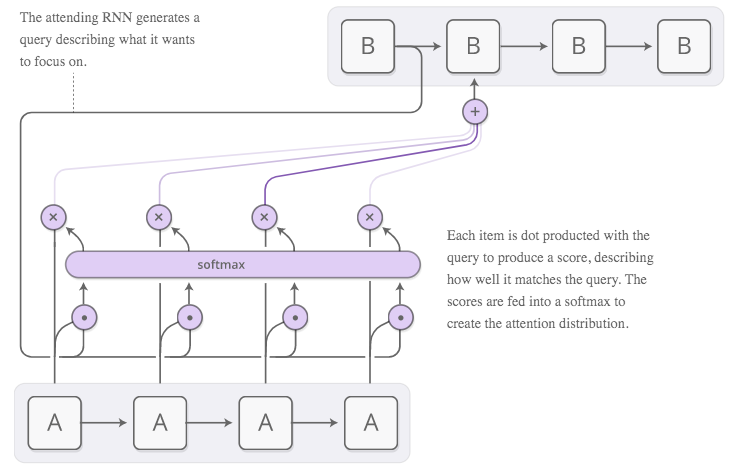 The attending RNN generates a
query describing what it wants
to focus on.
B B B B
+
× × × ×
Each item is dot producted with the
query to produce a score, describing
how well it matches the query. The
scores are fed into a softmax to
create the attention distribution.
softmax
A A A A